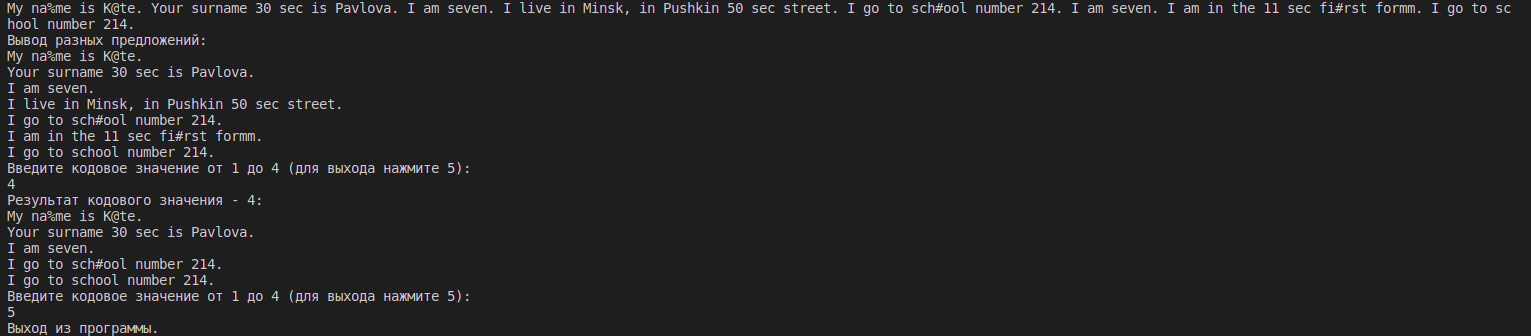 My na%me is K@te. Your surname 30 sec is Pavlova. I am seven. I live in Minsk, in Pushkin 50 sec street. I go to sch#ool number 214. I am seven. I am in the 11 sec fi#rst formm. I go to sc
hool number 214.
Вывод разных предложений:
My na%me is K@te.
Your surname 30 sec is Pavlova.
I am seven.
I live in Minsk, in Pushkin 50 sec street.
I go to sch#ool number 214.
I am in the 11 sec fi#rst formm.
I go to school number 214.
Введите кодовое значение от 1 до 4 (для выхода нажмите 5):
4
Результат кодового значения - 4:
My na%me is K@te.
Your surname 30 sec is Pavlova.
I am seven.
I go to sch#ool number 214.
I go to school number 214.
Введите кодовое значение от 1 до 4 (для выхода нажмите 5):
5
Выход из программы.